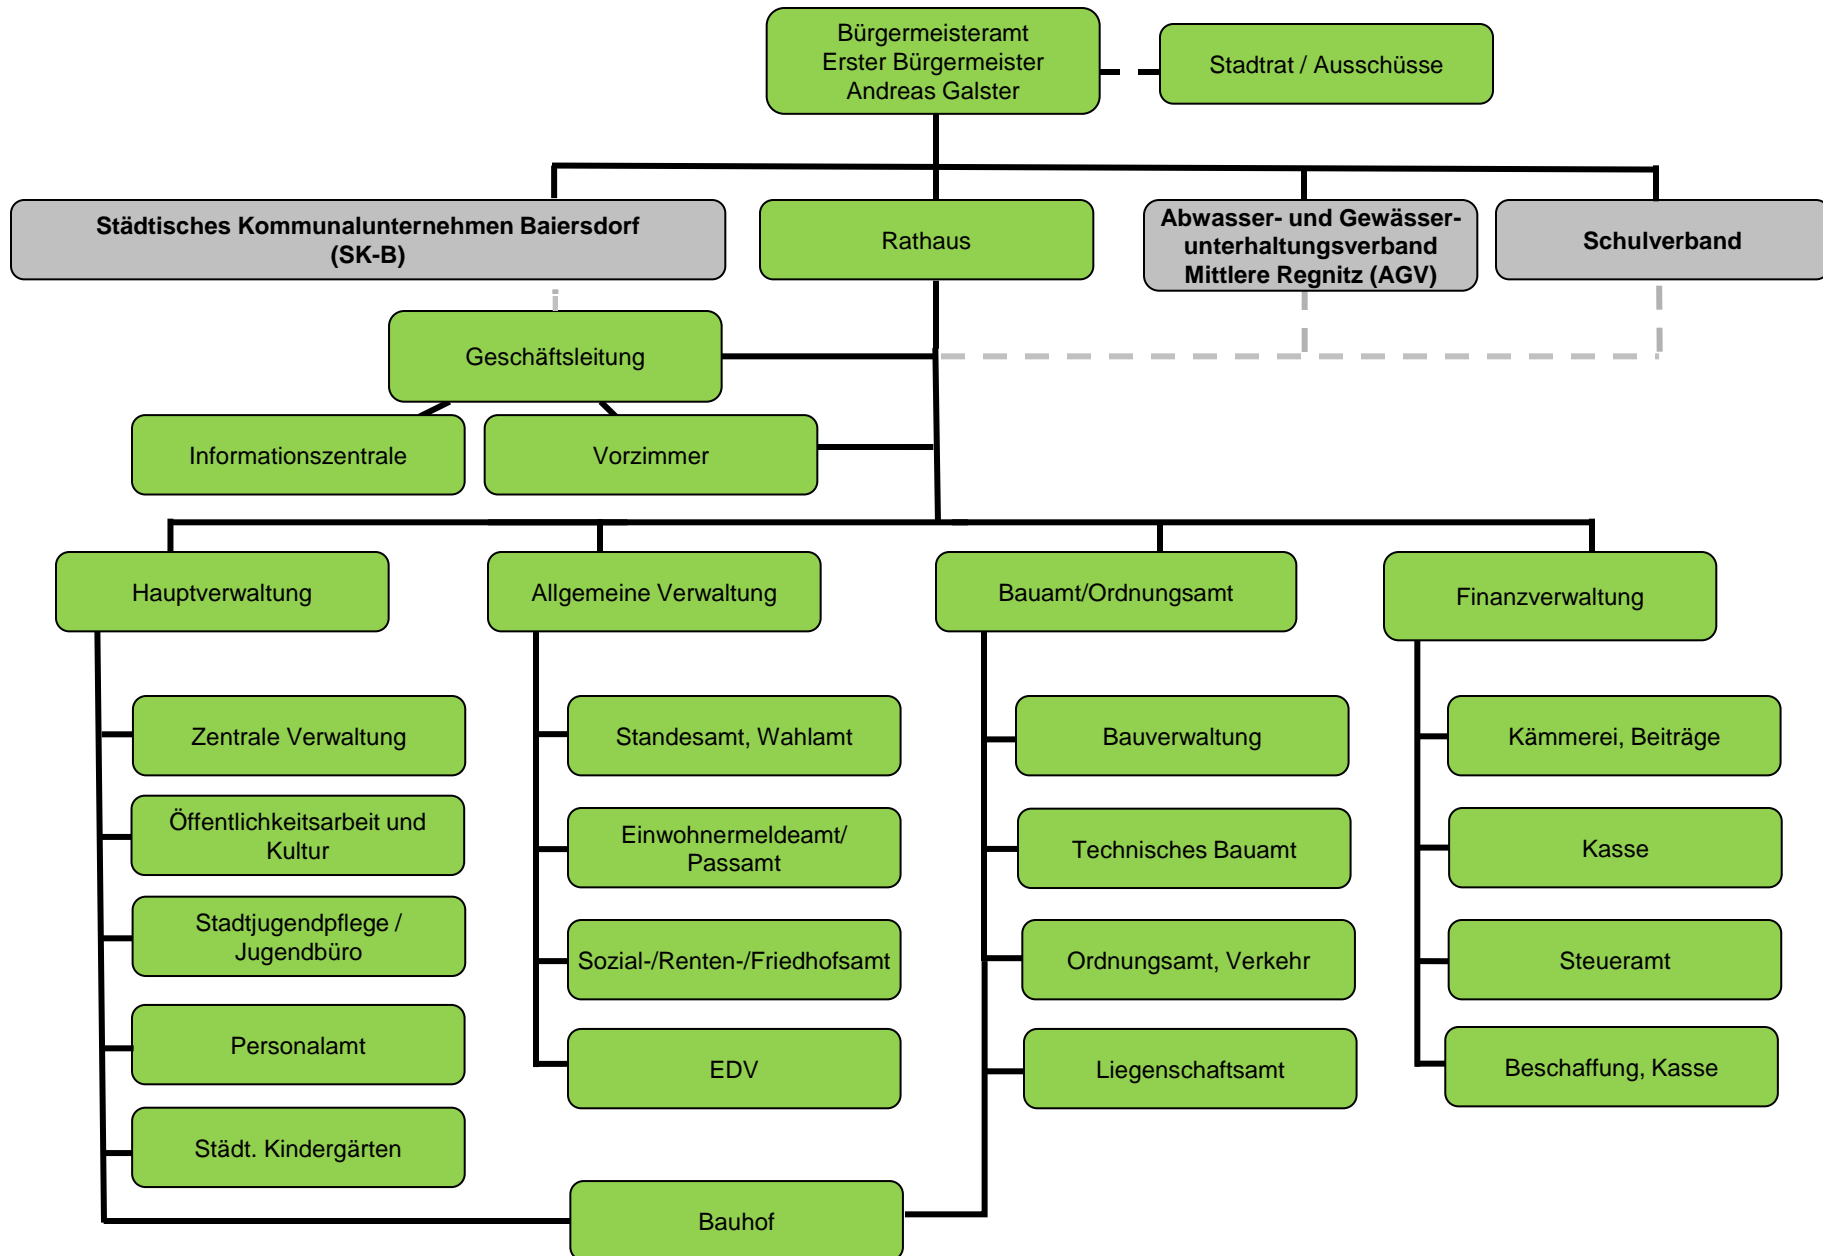 Bürgermeisteramt
Erster Bürgermeister
Andreas Galster
Stadtrat / Ausschüsse
Städtisches Kommunalunternehmen Baiersdorf
(SK-B)
Rathaus
Abwasser- und Gewässer-
unterhaltungsverband
Mittlere Regnitz (AGV)
Schulverband
Geschäftsleitung
Informationszentrale
Vorzimmer
Hauptverwaltung
Allgemeine Verwaltung
Bauamt/Ordnungsamt
Finanzverwaltung
Zentrale Verwaltung
Standesamt, Wahlamt
Bauverwaltung
Kämmerei, Beiträge
Öffentlichkeitsarbeit und
Kultur
Einwohnermeldeamt/
Passamt
Technisches Bauamt
Kasse
Stadtjugendpflege /
Jugendbüro
Sozial-/Renten-/Friedhofsamt
Ordnungsamt, Verkehr
Steueramt
Personalamt
EDV
Liegenschaftsamt
Beschaffung, Kasse
Städt. Kindergärten
Bauhof